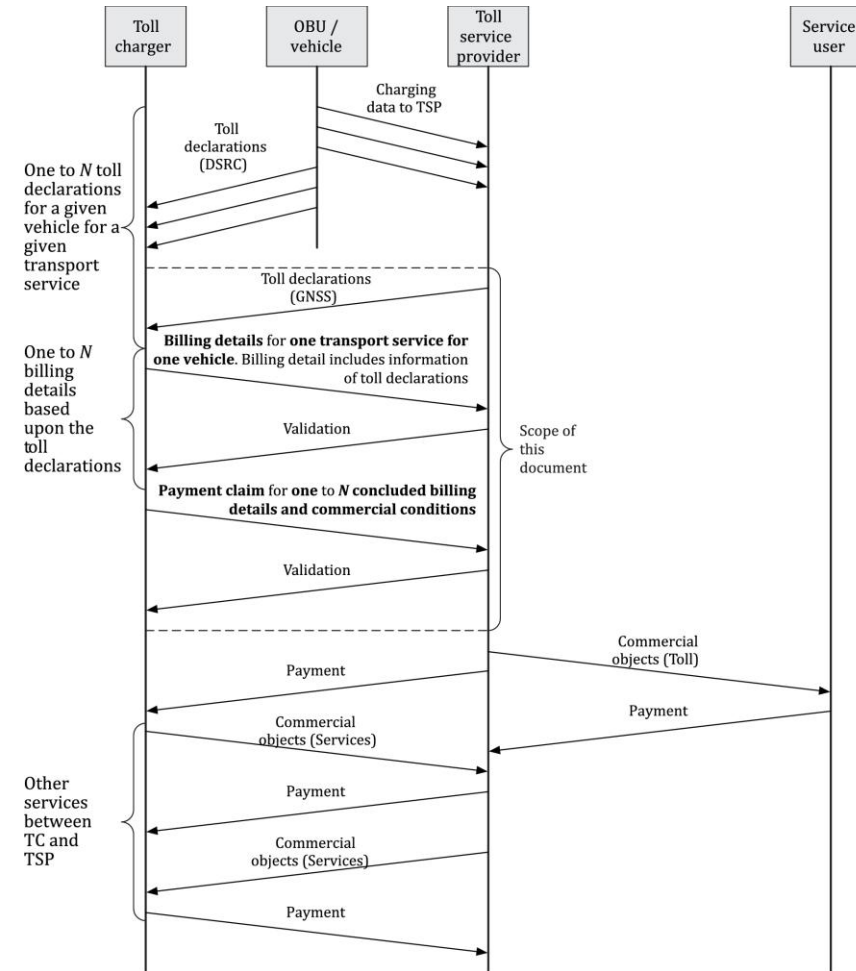 Toll
charger
OBU /
vehicle
Toll
service
provider
Service
user
Charging
data to TSP
Toll
declarations
(DSRC)
One to N toll
declarations
for a given
vehicle for a
given
transport
service
Toll declarations
(GNSS)
Billing details for one transport service for
one vehicle. Billing detail includes information
of toll declarations
One to N
billing
details
based
upon the
toll
declarations
Validation
Scope of
this
document
Payment claim for one to N concluded billing
details and commercial conditions
Validation
Commercial
objects (Toll)
Payment
Payment
Commercial
objects (Services)
Other
services
between
TC and
TSP
Payment
Commercial
objects (Services)
Payment